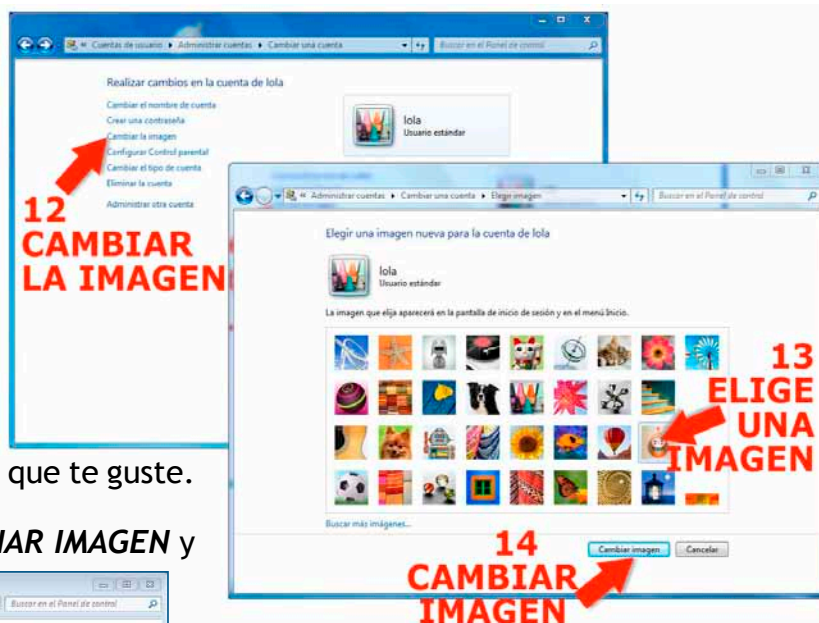 Cuentas de usuario Administrar cuentas Cambiar una cuenta Buscar en el Panel de control
Realizar cambios en la cuenta de lola
Cambiar el nombre de cuenta
Crear una contraseña
Cambiar la imagen
Configurar Control parental
Cambiar el tipo de cuenta
Eliminar la cuenta
Administrar otra cuenta
lola
Usuario estándar
12
CAMBIAR
LA IMAGEN
Administrar cuentas Cambiar una cuenta Elegir imagen Buscar en el Panel de control
Elegir una imagen nueva para la cuenta de lola
lola
Usuario estándar
La imagen que elija aparecerá en la pantalla de inicio de sesión y en el menú Inicio.
13
ELIGE
UNA
IMAGEN
Buscar más imágenes...
Cambiar imagen Cancelar
14
CAMBIAR
IMAGEN
que te guste.
IAR IMAGEN y
Buscar en el Panel de control